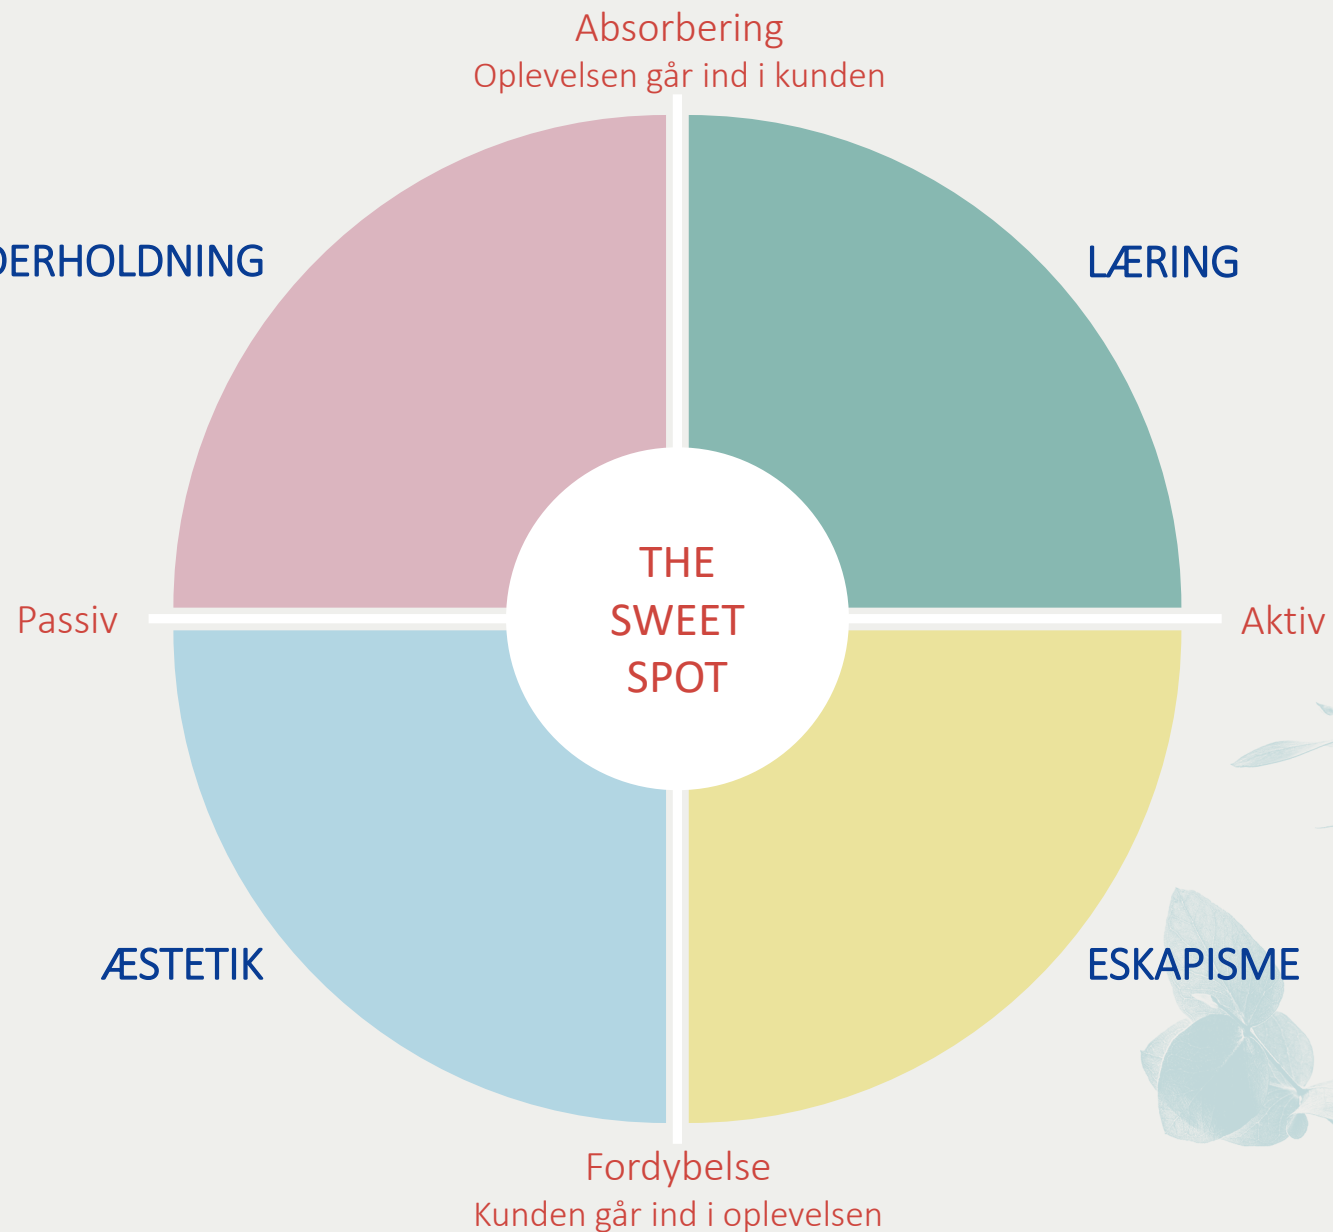 Absorbering
Oplevelsen går ind i kunden
DERHOLDNING
LÆRING
THE
SWEET
SPOT
Passiv
Aktiv
ÆSTETIK
ESKAPISME
Fordybelse
Kunden går ind i oplevelsen